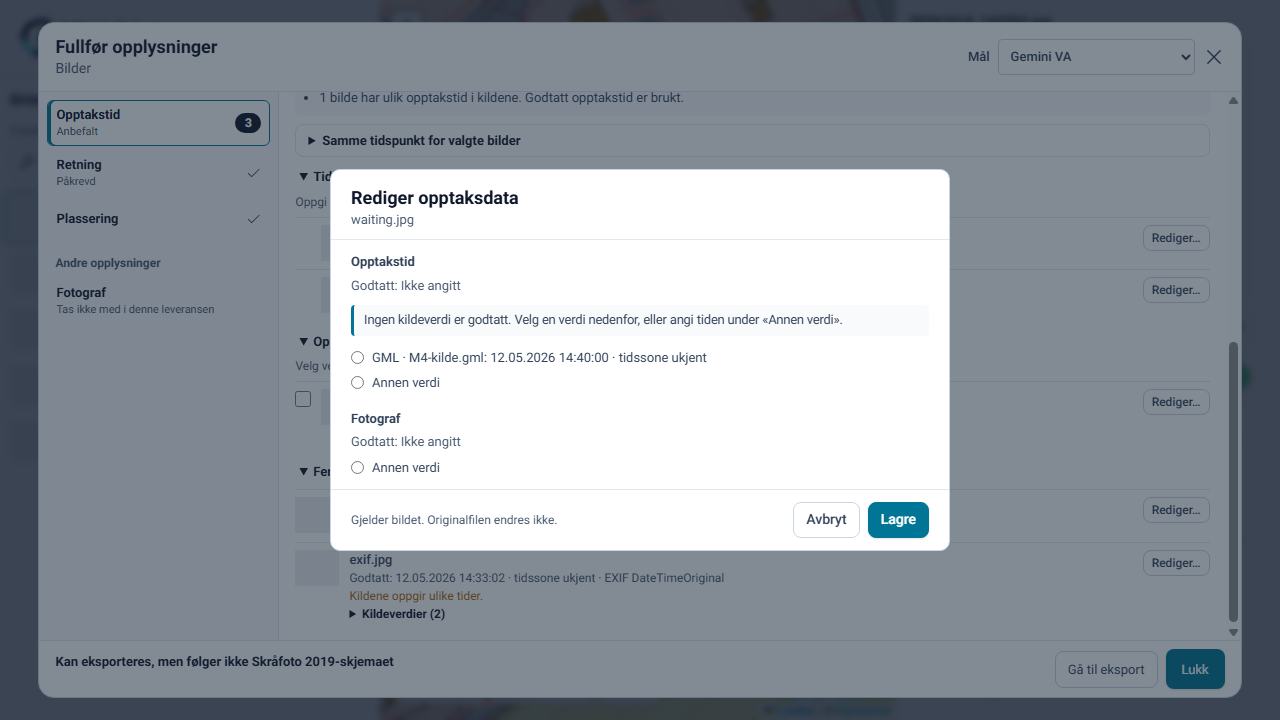 Fullfør opplysninger
Bilder
Mål
Gemini VA
Opptakstid
Anbefalt
3
Retning
Påkrevd
Plassering
Andre opplysninger
Fotograf
Tas ikke med i denne leveransen
• 1 bilde har ulik opptakstid i kildene. Godtatt opptakstid er brukt.
▶ Samme tidspunkt for valgte bilder
▼ Tid
Oppgi
Rediger...
Rediger...
▼ Op
Velg ve
Rediger...
▼ Fer
Rediger...
Rediger opptaksdata
waiting.jpg
Opptakstid
Godtatt: Ikke angitt
Ingen kildeverdi er godtatt. Velg en verdi nedenfor, eller angi tiden under «Annen verdi».
GML · M4-kilde.gml: 12.05.2026 14:40:00 · tidssone ukjent
Annen verdi
Fotograf
Godtatt: Ikke angitt
Annen verdi
Gjelder bildet. Originalfilen endres ikke.
Avbryt
Lagre
exif.jpg
Rediger...
Godtatt: 12.05.2026 14:33:02 · tidssone ukjent · EXIF DateTimeOriginal
Kildene oppgir ulike tider.
▶ Kildeverdier (2)
Kan eksporteres, men følger ikke Skråfoto 2019-skjemaet
Gå til eksport
Lukk